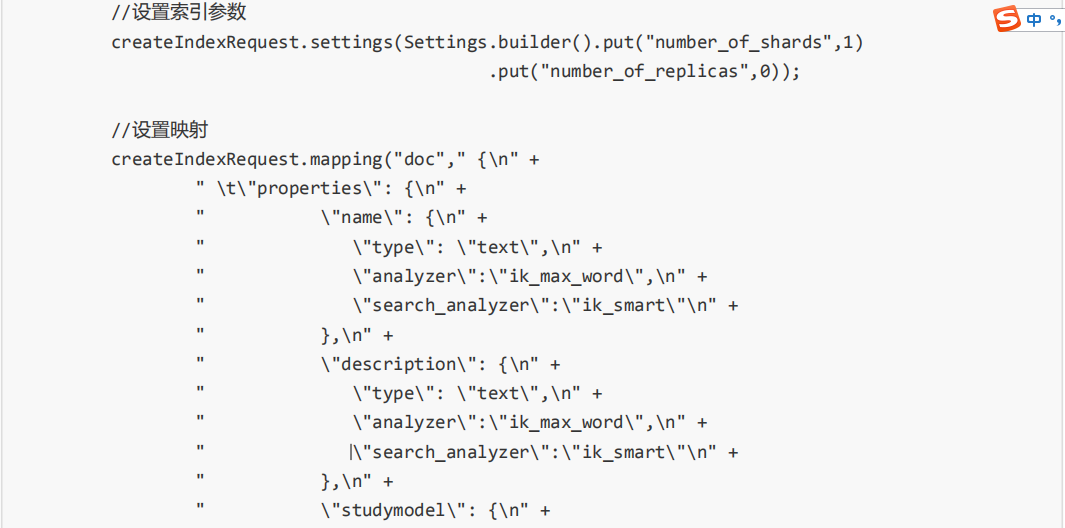 //设置索引参数
createIndexRequest.settings(Settings.builder().put("number_of_shards",1)
.put("number_of_replicas",0));
//设置映射
createIndexRequest.mapping("doc"," {\n" +
" \t\"properties\": {\n" +
" \"name\": {\n" +
" \"type\": \"text\",\n" +
" \"analyzer\":\"ik_max_word\",\n" +
" \"search_analyzer\":\"ik_smart\"\n" +
" },\n" +
" \"description\": {\n" +
" \"type\": \"text\",\n" +
" \"analyzer\":\"ik_max_word\",\n" +
" \"search_analyzer\":\"ik_smart\"\n" +
" },\n" +
" \"studymodel\": {\n" +
S 中 °,